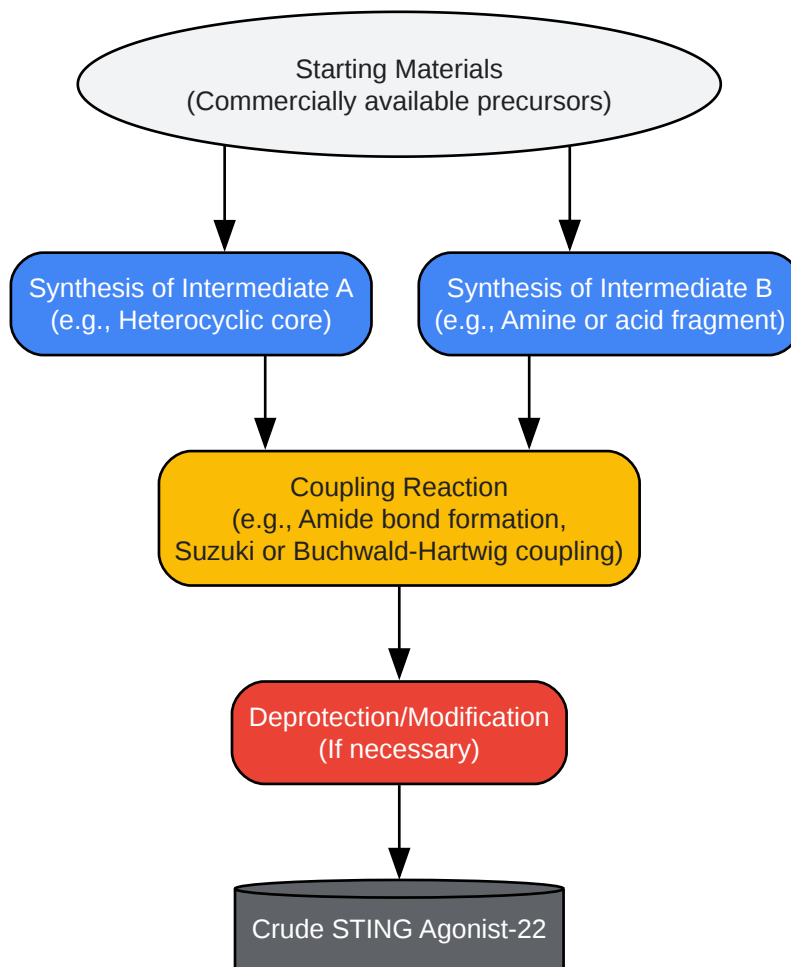 Starting Materials
(Commercially available precursors)
Synthesis of Intermediate A
(e.g., Heterocyclic core)
Synthesis of Intermediate B
(e.g., Amine or acid fragment)
Coupling Reaction
(e.g., Amide bond formation,
Suzuki or Buchwald-Hartwig coupling)
Deprotection/Modification
(If necessary)
Crude STING Agonist-22